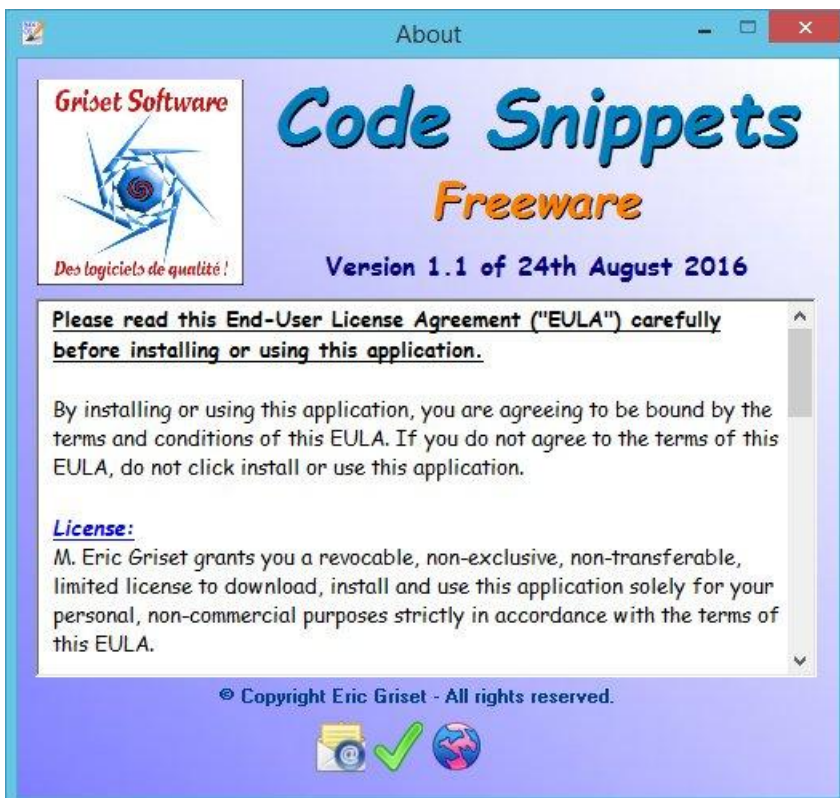 About
Griset Software
Des logiciels de qualité !
Code Snippets
Freeware
Version 1.1 of 24th August 2016
Please read this End-User License Agreement ("EULA") carefully
before installing or using this application.
By installing or using this application, you are agreeing to be bound by the
terms and conditions of this EULA. If you do not agree to the terms of this
EULA, do not click install or use this application.
License:
M. Eric Griset grants you a revocable, non-exclusive, non-transferable,
limited license to download, install and use this application solely for your
personal, non-commercial purposes strictly in accordance with the terms of
this EULA.
© Copyright Eric Griset - All rights reserved.